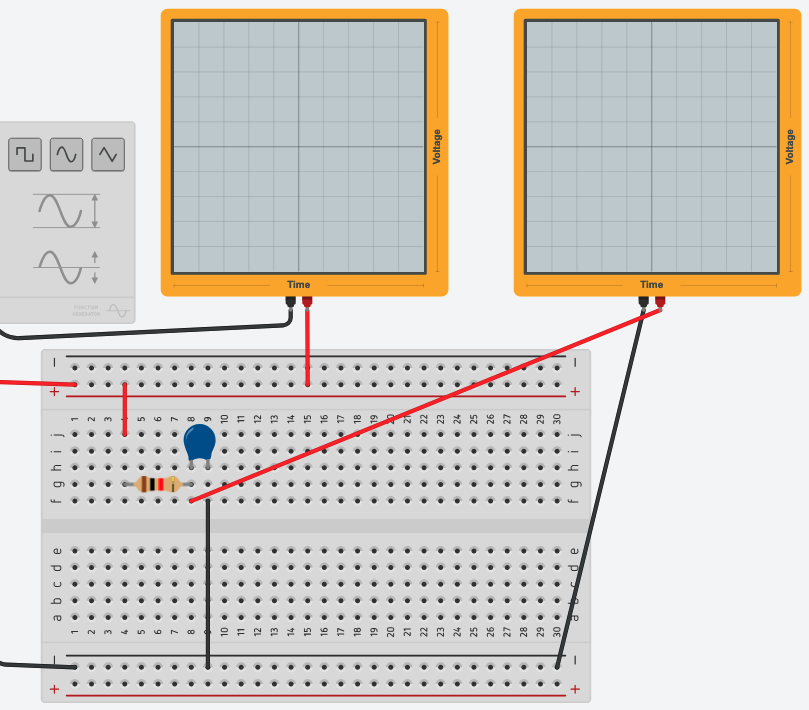 Voltage
Voltage
Time
Time
FUNCTION
GENERATOR
− −
+ +
1 2 3 4 5 6 7 8 9 10 11 12 13 14 15 16 17 18 19 20 21 22 23 24 25 26 27 28 29 30
j j
i i
h h
g g
f f
e e
d d
c c
b b
a a
1 2 3 4 5 6 7 8 9 10 11 12 13 14 15 16 17 18 19 20 21 22 23 24 25 26 27 28 29 30
− −
+ +